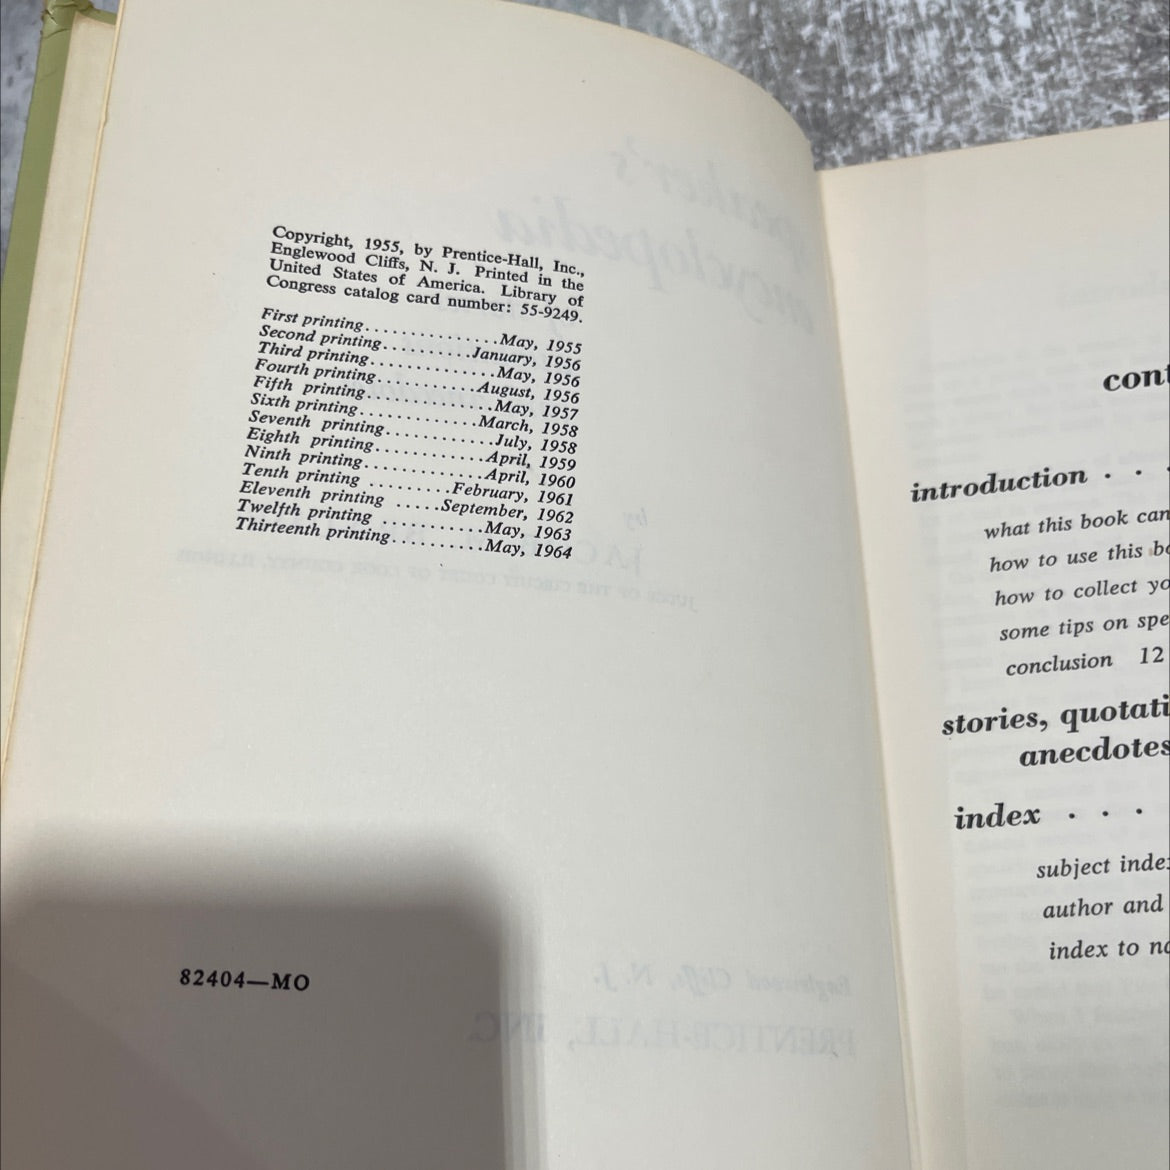 Copyright, 1955, by Prentice-Hall, Inc.,
Englewood Cliffs, N. J. Printed in the
United States of America. Library of
Congress catalog card number: 55-9249.
First printing...............May, 1955
Second printing..........January, 1956
Third printing..............May, 1956
Fourth printing...........August, 1956
Fifth printing..............May, 1957
Sixth printing.............March, 1958
Seventh printing............July, 1958
Eighth printing............April, 1959
Ninth printing.............April, 1960
Tenth printing .........February, 1961
Eleventh printing .....September, 1962
Twelfth printing ...........May, 1963
Thirteenth printing..........May, 1964
82404—MO
cont
introduction . .
what this book can
how to use this bo
how to collect yo
some tips on spe
conclusion 12
stories, quotati
anecdotes
index . . .
subject inde
author and
index to no